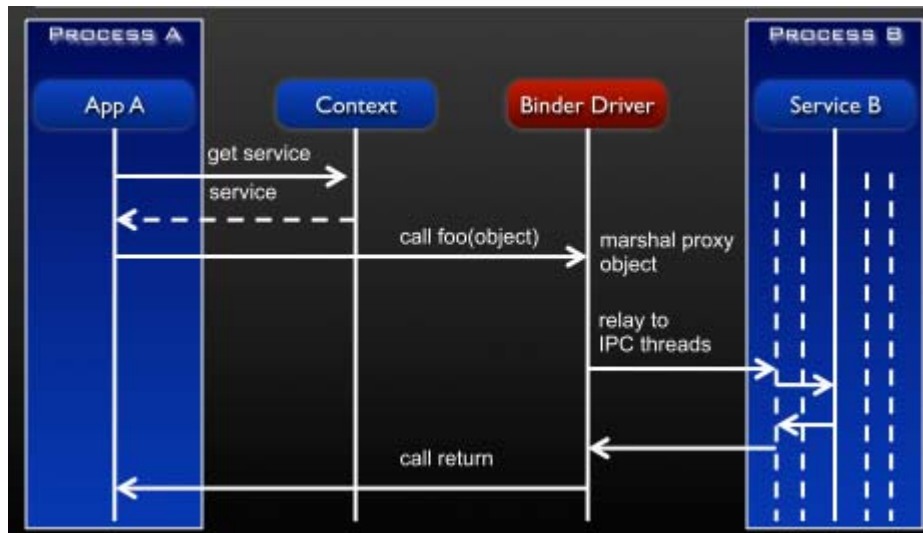 PROCESS A
PROCESS B
App A
Context
Binder Driver
Service B
get service
service
call foo(object)
marshal proxy
object
relay to
IPC threads
call return